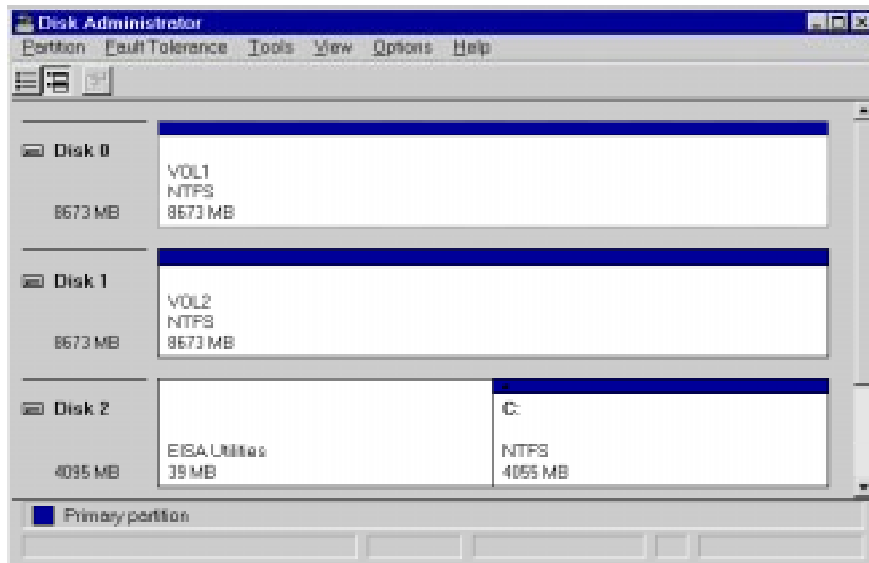 Disk Administrator
Partition Fault Tolerance Tools View Options Help
Disk 0
8673 MB
VOL1
NTFS
8673 MB
Disk 1
8673 MB
VOL2
NTFS
8673 MB
Disk 2
4095 MB
EISA Utilities
39 MB
C:
NTFS
4055 MB
Primary partition